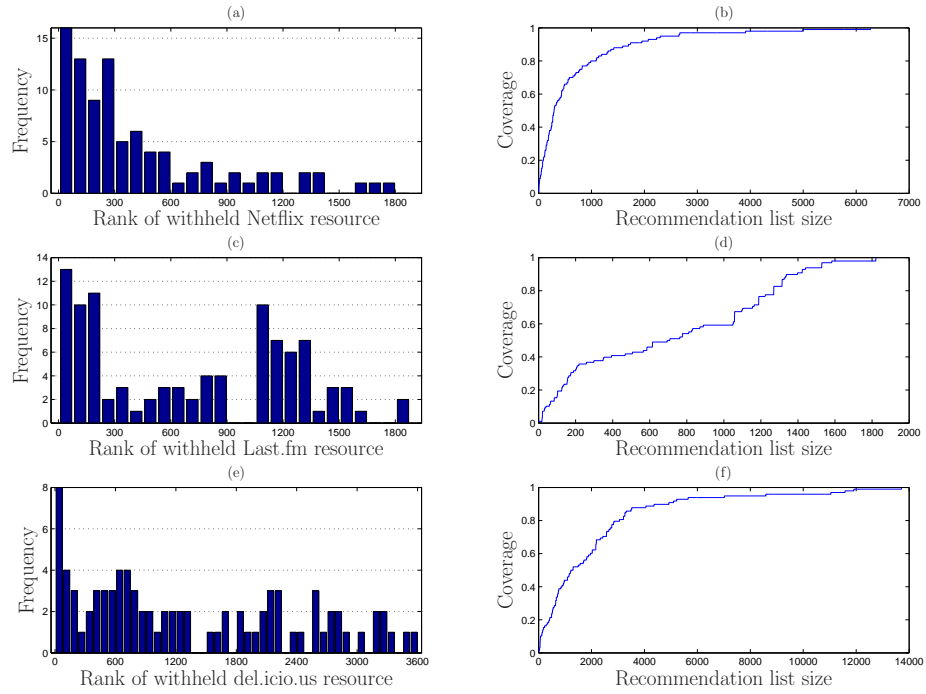 (a)
15
10
5
0
Frequency
0 300 600 900 1200 1500 1800
Rank of withheld Netflix resource
(b)
1
0.8
0.6
0.4
0.2
0
Coverage
0 1000 2000 3000 4000 5000 6000 7000
Recommendation list size
(c)
14
12
10
8
6
4
2
0
Frequency
0 300 600 900 1200 1500 1800
Rank of withheld Last.fm resource
(d)
1
0.8
0.6
0.4
0.2
0
Coverage
0 200 400 600 800 1000 1200 1400 1600 1800 2000
Recommendation list size
(e)
8
6
4
2
0
Frequency
0 600 1200 1800 2400 3000 3600
Rank of withheld del.icio.us resource
(f)
1
0.8
0.6
0.4
0.2
0
Coverage
0 2000 4000 6000 8000 10000 12000 14000
Recommendation list size